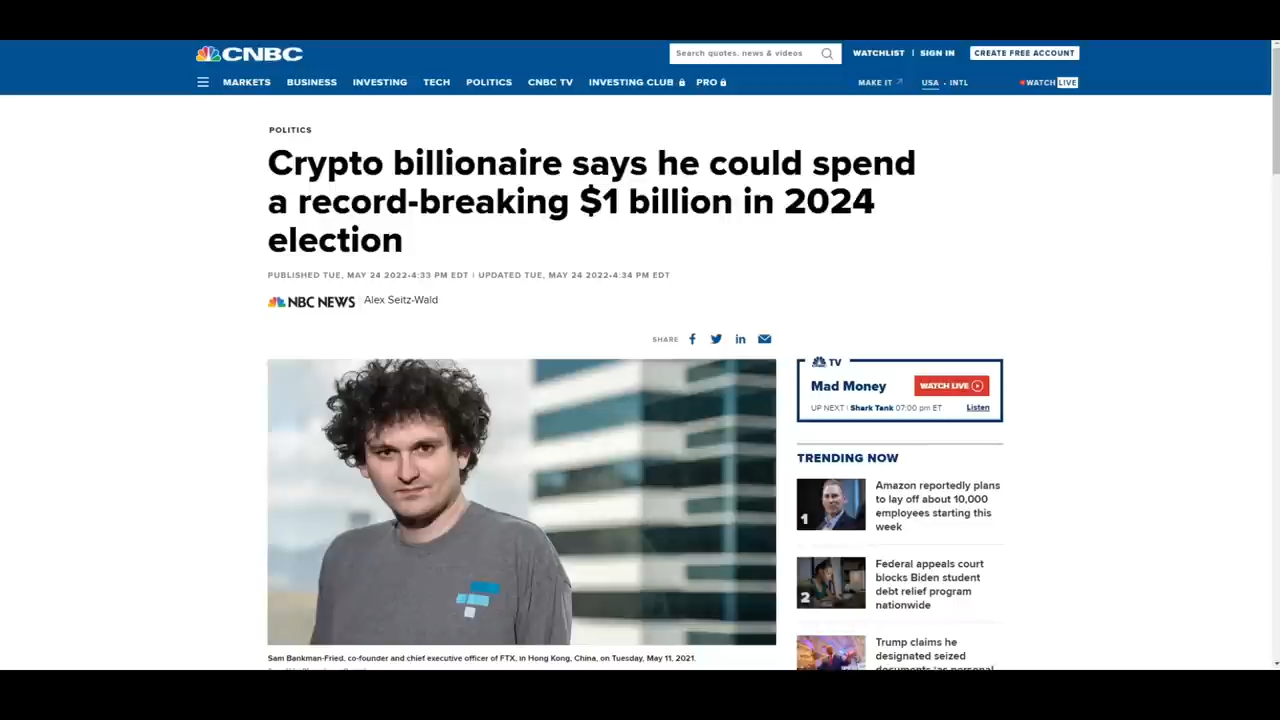 CNBC
Search quotes, news & videos
WATCHLIST | SIGN IN
CREATE FREE ACCOUNT
MARKETS BUSINESS INVESTING TECH POLITICS CNBC TV INVESTING CLUB PRO
MAKE IT USA • INTL WATCH LIVE
POLITICS
Crypto billionaire says he could spend
a record-breaking $1 billion in 2024
election
PUBLISHED TUE, MAY 24 2022•4:33 PM EDT | UPDATED TUE, MAY 24 2022•4:34 PM EDT
NBC NEWS Alex Seitz-Wald
SHARE
Sam Bankman-Fried, co-founder and chief executive officer of FTX, in Hong Kong, China, on Tuesday, May 11, 2021.
TV
Mad Money WATCH LIVE
UP NEXT | Shark Tank 07:00 pm ET Listen
TRENDING NOW
1
Amazon reportedly plans
to lay off about 10,000
employees starting this
week
2
Federal appeals court
blocks Biden student
debt relief program
nationwide
Trump claims he
designated seized
documents 'as personal